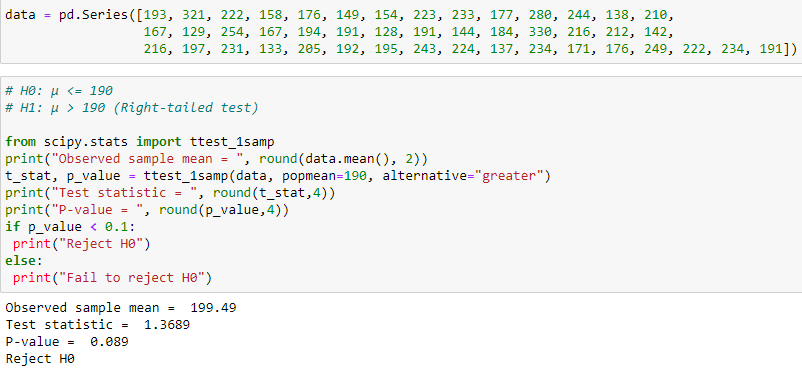 data = pd.Series([193, 321, 222, 158, 176, 149, 154, 223, 233, 177, 280, 244, 138, 210,
167, 129, 254, 167, 194, 191, 128, 191, 144, 184, 330, 216, 212, 142,
216, 197, 231, 133, 205, 192, 195, 243, 224, 137, 234, 171, 176, 249, 222, 234, 191])
# H0: μ <= 190
# H1: μ > 190 (Right-tailed test)
from scipy.stats import ttest_1samp
print("Observed sample mean = ", round(data.mean(), 2))
t_stat, p_value = ttest_1samp(data, popmean=190, alternative="greater")
print("Test statistic = ", round(t_stat,4))
print("P-value = ", round(p_value,4))
if p_value < 0.1:
print("Reject H0")
else:
print("Fail to reject H0")
Observed sample mean =  199.49
Test statistic =  1.3689
P-value =  0.089
Reject H0